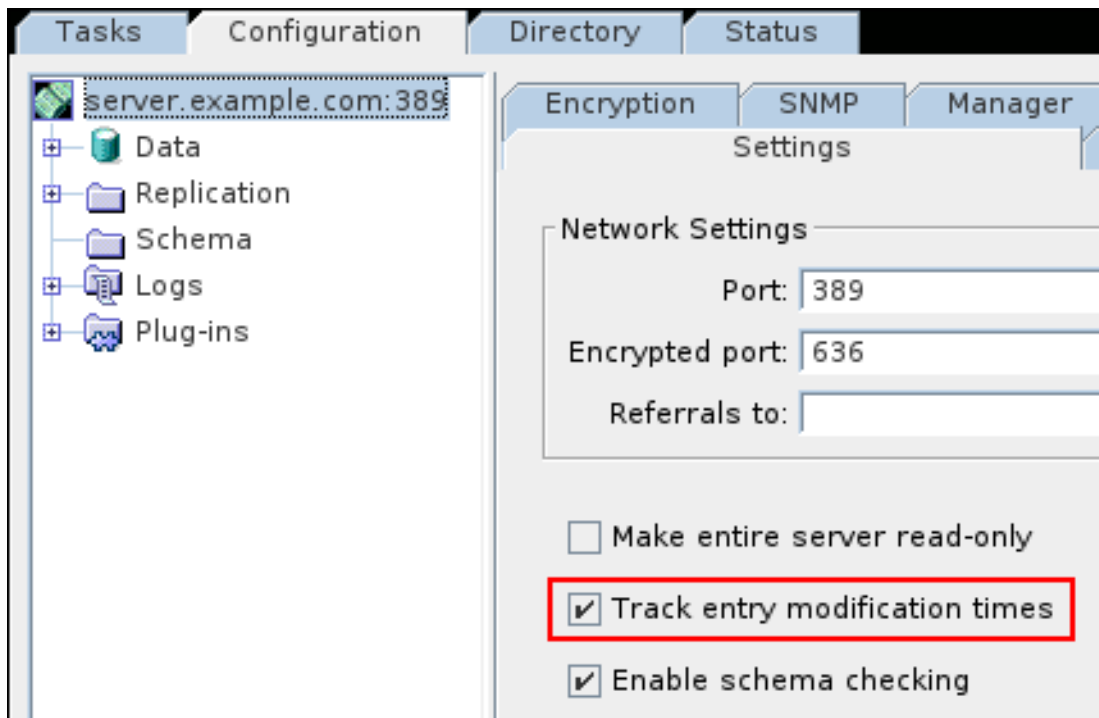 Tasks Configuration Directory Status
server.example.com:389
Data
Replication
Schema
Logs
Plug-ins
Encryption SNMP Manager
Settings
Network Settings
Port: 389
Encrypted port: 636
Referrals to:
Make entire server read-only
Track entry modification times
Enable schema checking